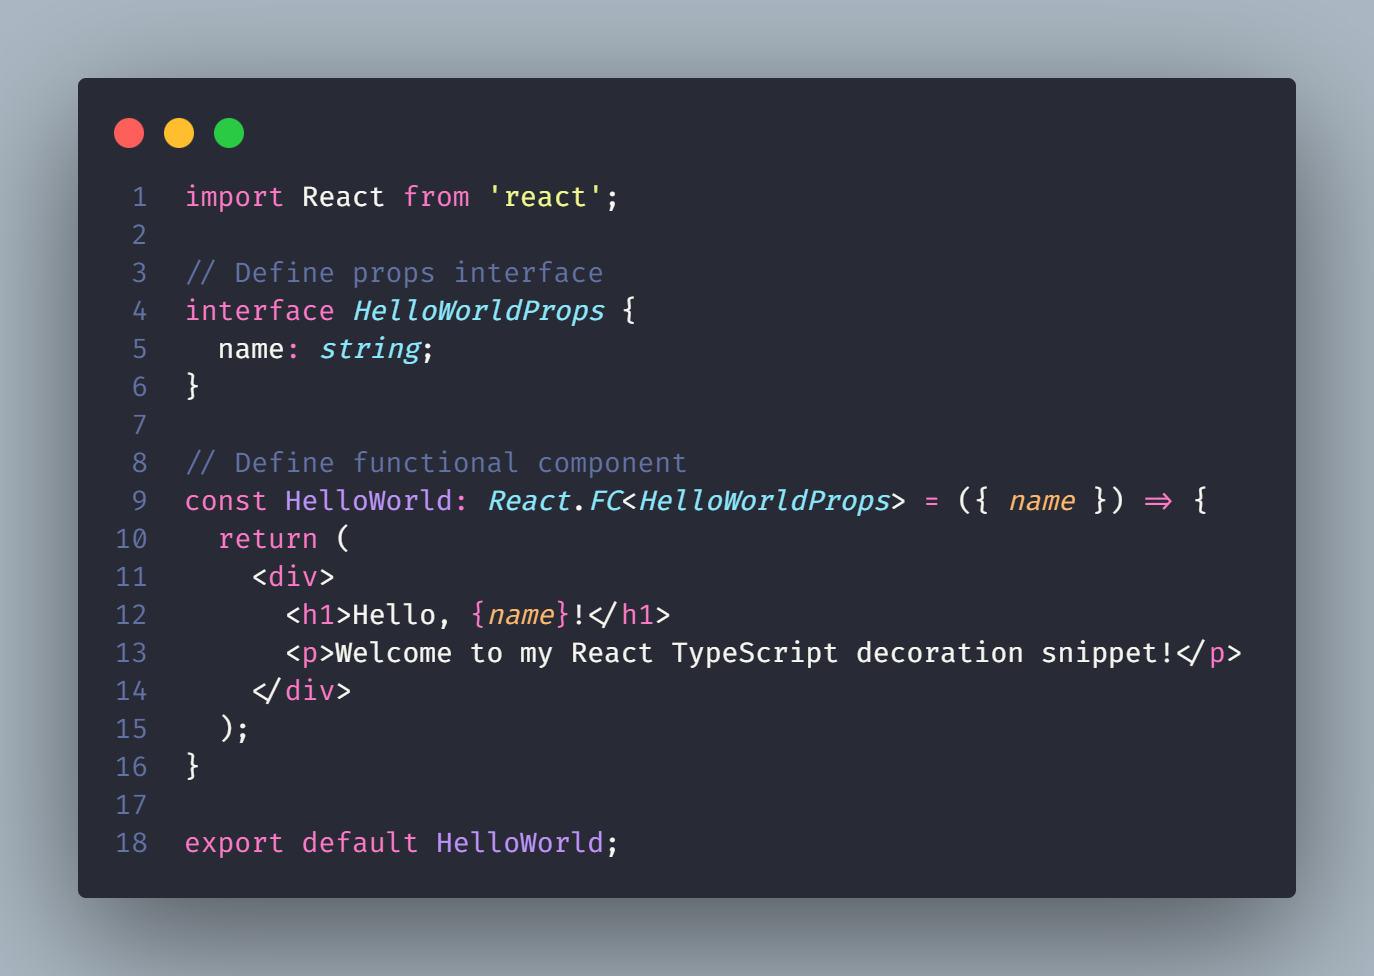 1 import React from 'react';
2
3 // Define props interface
4 interface HelloWorldProps {
5   name: string;
6 }
7
8 // Define functional component
9 const HelloWorld: React.FC<HelloWorldProps> = ({ name }) => {
10   return (
11     <div>
12       <h1>Hello, {name}!</h1>
13       <p>Welcome to my React TypeScript decoration snippet!</p>
14     </div>
15   );
16 }
17
18 export default HelloWorld;